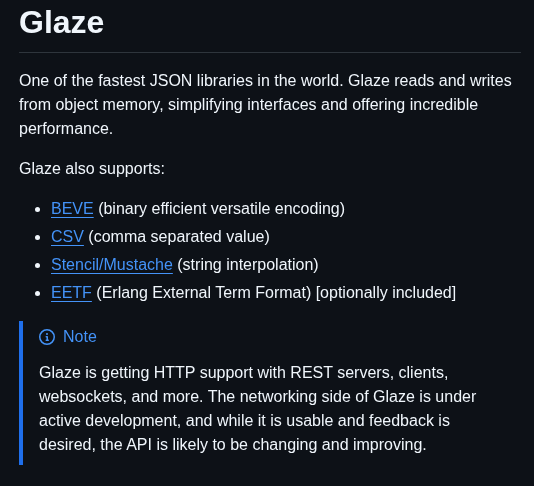 Glaze
One of the fastest JSON libraries in the world. Glaze reads and writes
from object memory, simplifying interfaces and offering incredible
performance.
Glaze also supports:
• BEVE (binary efficient versatile encoding)
• CSV (comma separated value)
• Stencil/Mustache (string interpolation)
• EETF (Erlang External Term Format) [optionally included]
Note
Glaze is getting HTTP support with REST servers, clients,
websockets, and more. The networking side of Glaze is under
active development, and while it is usable and feedback is
desired, the API is likely to be changing and improving.